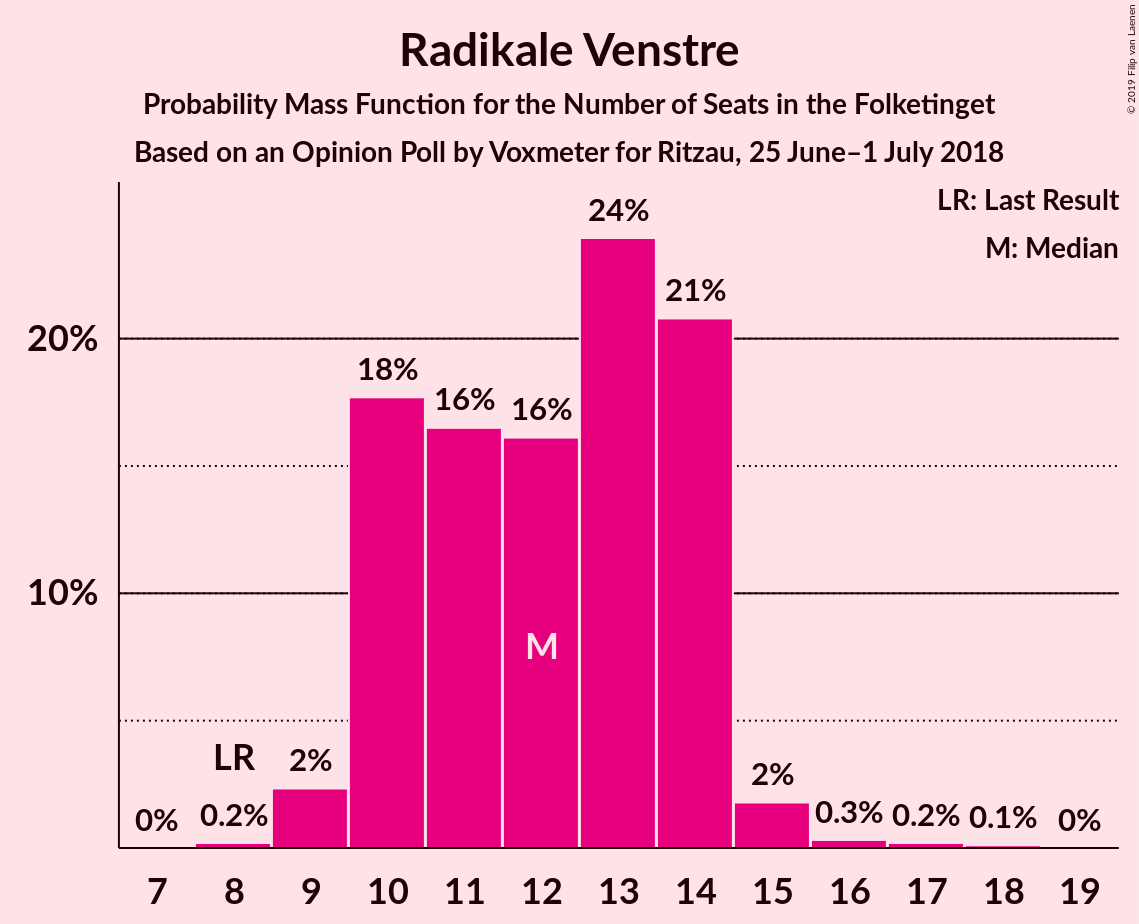 Radikale Venstre
Probability Mass Function for the Number of Seats in the Folketinget
Based on an Opinion Poll by Voxmeter for Ritzau, 25 June–1 July 2018
© 2019 Filip van Laenen
LR: Last Result
M: Median
24%
21%
20%
18%
16%
16%
10%
M
LR
2%
2%
0%
0.2%
0.3%
0.2%
0.1%
0%
7 8 9 10 11 12 13 14 15 16 17 18 19